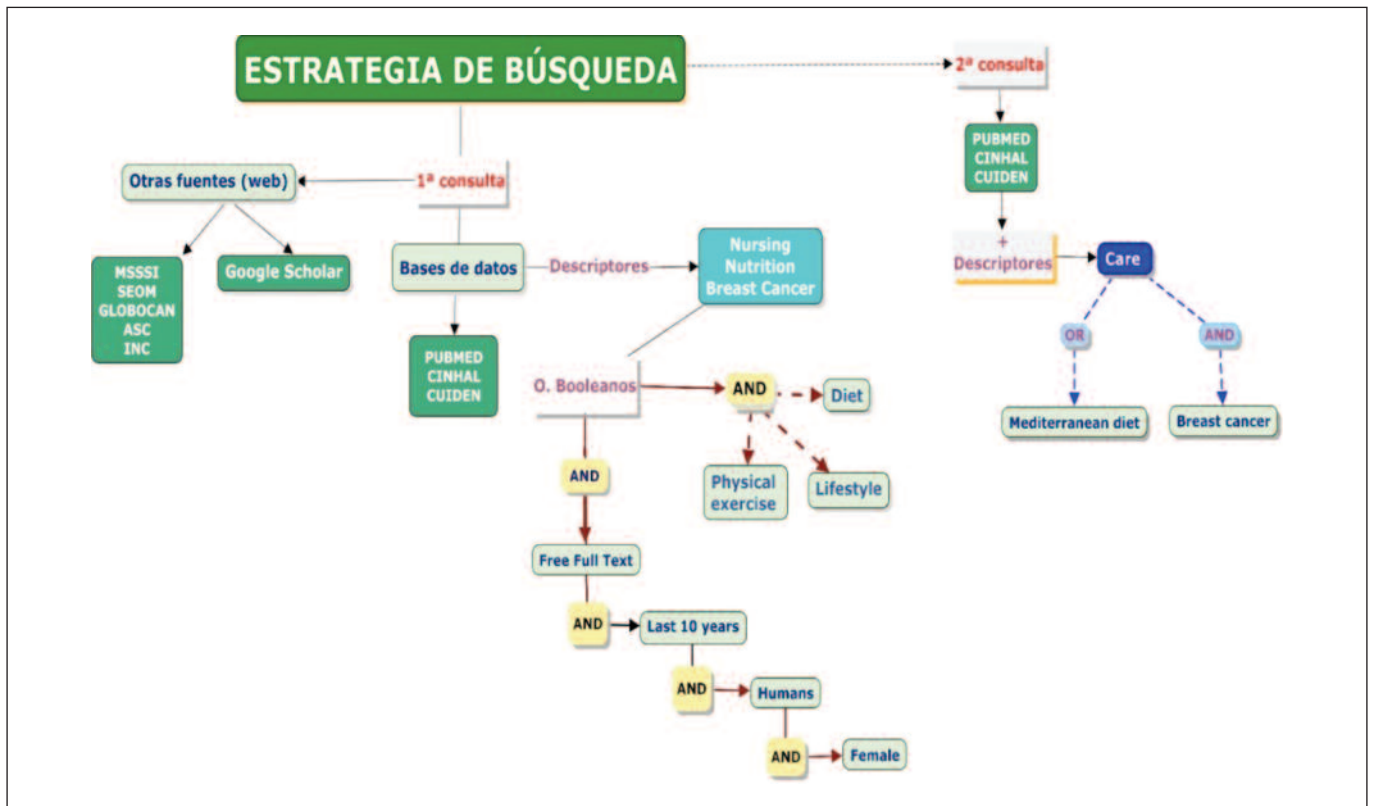 ESTRATEGIA DE BÚSQUEDA
2ª consulta
PUBMED
CINHAL
CUIDEN
+
Descriptores
Care
OR
AND
Mediterranean diet
Breast cancer
1ª consulta
Otras fuentes (web)
MSSSI
SEOM
GLOBOCAN
ASC
INC
Google Scholar
Bases de datos
Descriptores
Nursing
Nutrition
Breast Cancer
PUBMED
CINHAL
CUIDEN
O. Booleanos
AND
Diet
Physical
exercise
Lifestyle
AND
Free Full Text
AND
Last 10 years
AND
Humans
AND
Female